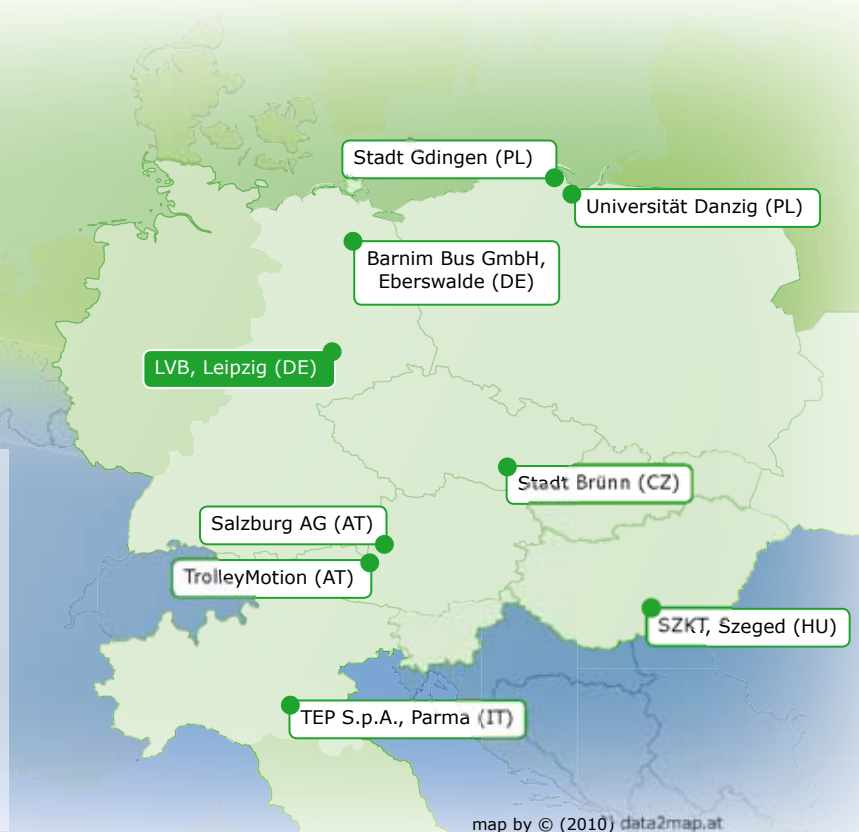 Stadt Gdingen (PL)
Universität Danzig (PL)
Barnim Bus GmbH,
Eberswalde (DE)
LVB, Leipzig (DE)
Stadt Brünn (CZ)
Salzburg AG (AT)
TrolleyMotion (AT)
SZKT, Szeged (HU)
TEP S.p.A., Parma (IT)
map by © (2010) data2map.at